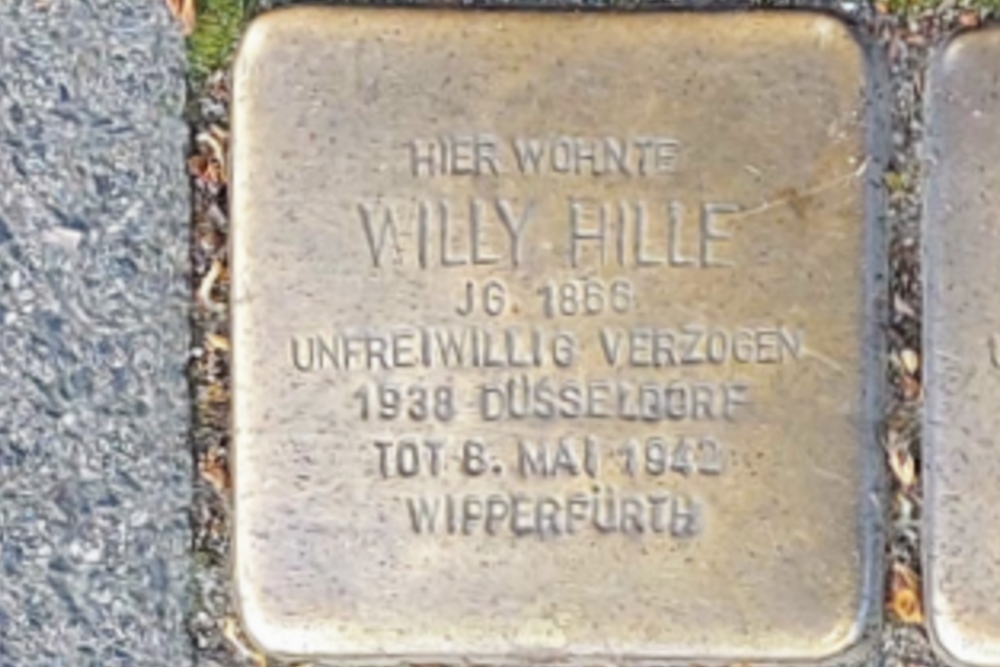 HIER WOHNTE
WILLY HILLE
JG. 1866
UNFREIWILLIG VERZOGEN
1938 DÜSSELDORF
TOT 8. MAI 1942
WIPPERFÜRTH